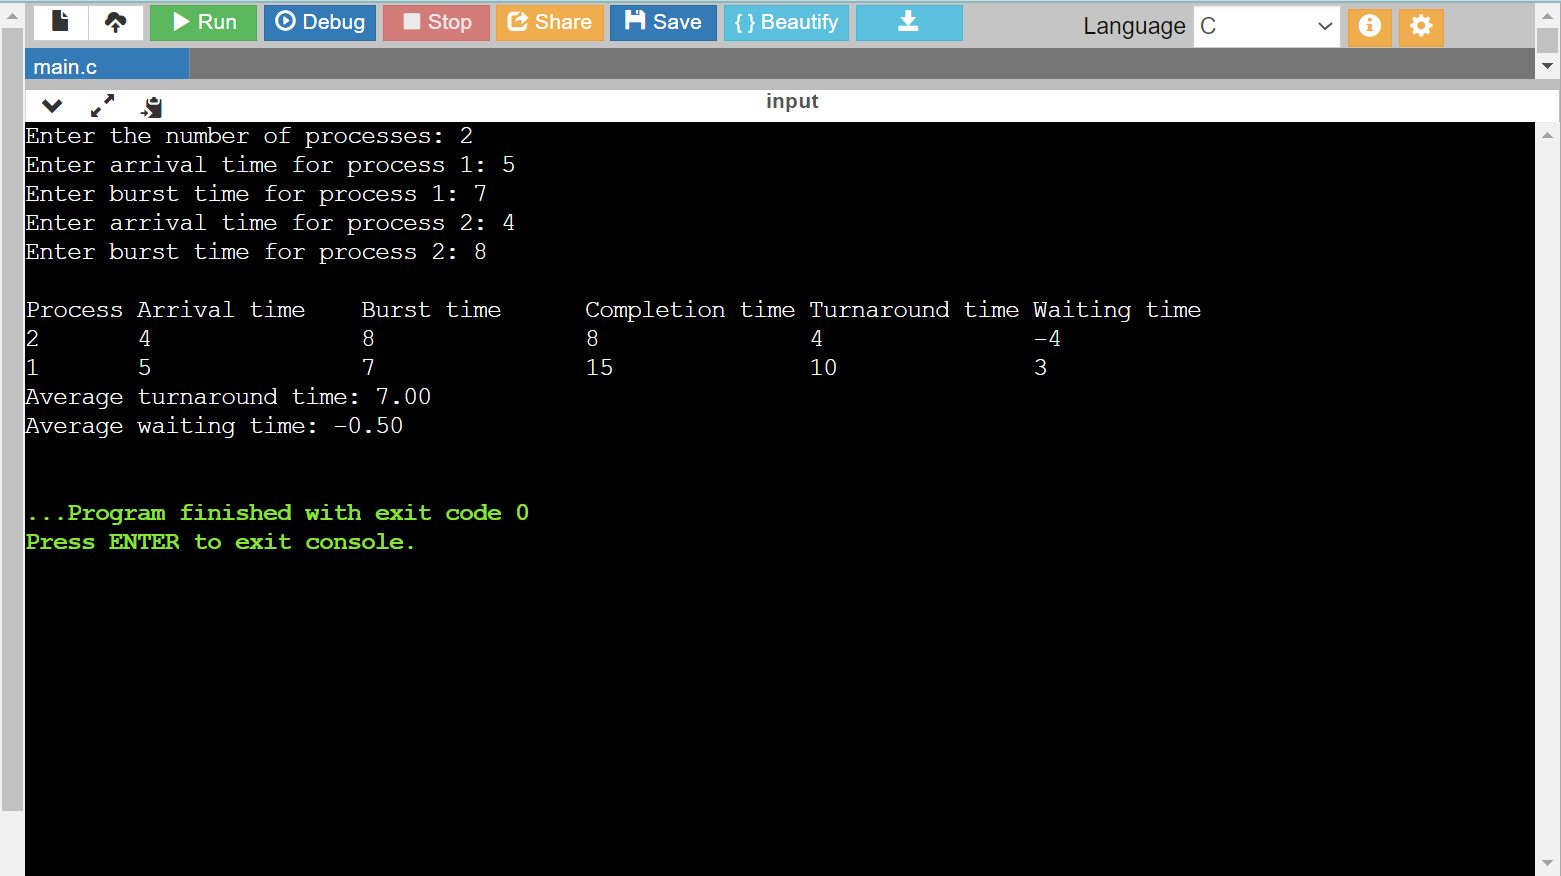 Run Debug Stop Share Save { } Beautify Language C
main.c
input
Enter the number of processes: 2
Enter arrival time for process 1: 5
Enter burst time for process 1: 7
Enter arrival time for process 2: 4
Enter burst time for process 2: 8
Process Arrival time Burst time Completion time Turnaround time Waiting time
2 4 8 8 4 -4
1 5 7 15 10 3
Average turnaround time: 7.00
Average waiting time: -0.50
...Program finished with exit code 0
Press ENTER to exit console.